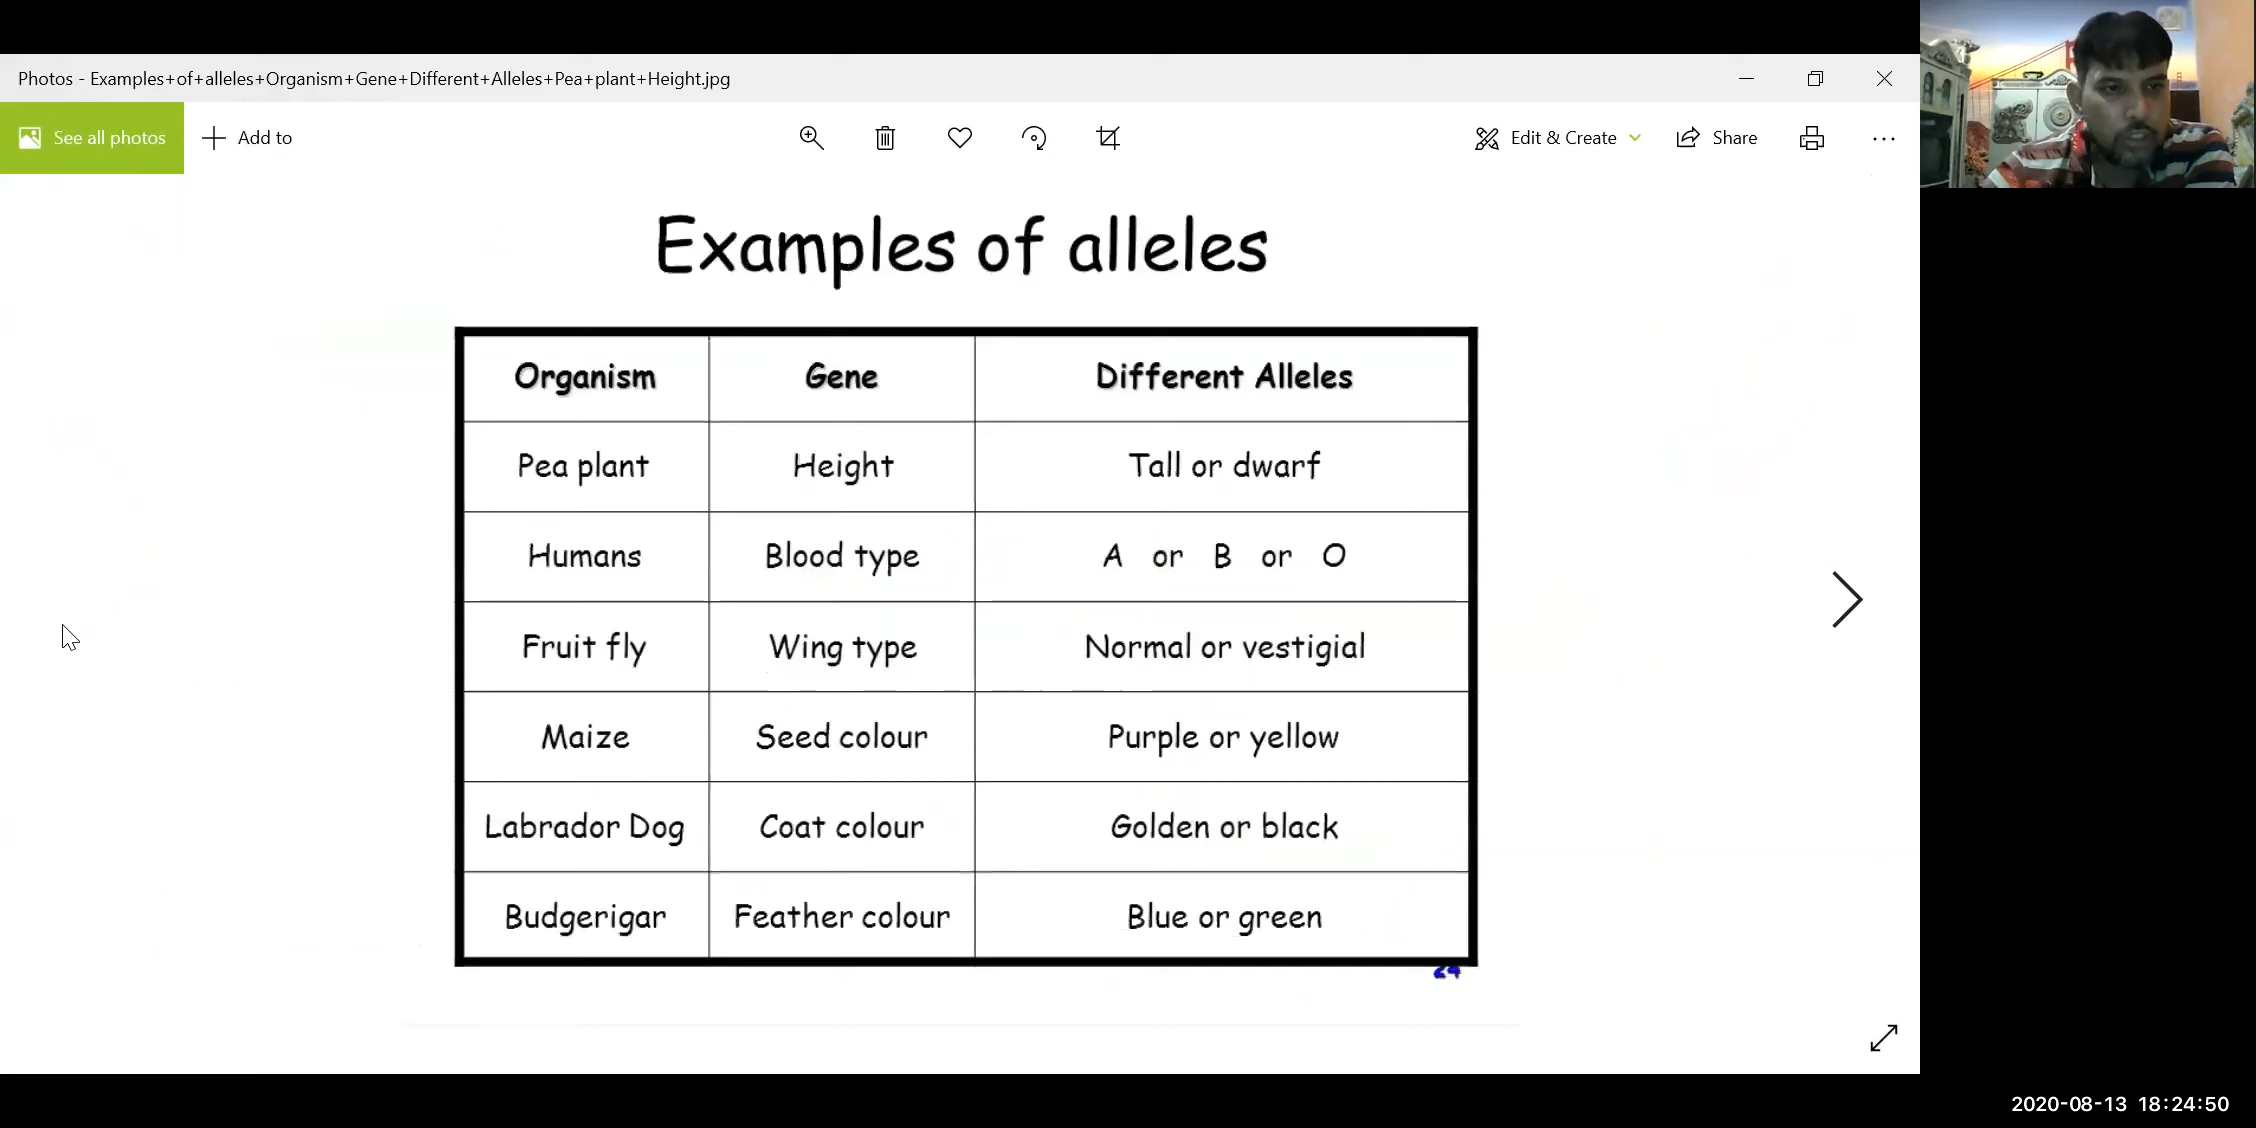 Photos - Examples+of+alleles+Organism+Gene+Different+Alleles+Pea+plant+Height.jpg
See all photos
Add to
Edit & Create
Share
Examples of alleles
Organism Gene Different Alleles
Pea plant Height Tall or dwarf
Humans Blood type A or B or O
Fruit fly Wing type Normal or vestigial
Maize Seed colour Purple or yellow
Labrador Dog Coat colour Golden or black
Budgerigar Feather colour Blue or green
2020-08-13 18:24:50